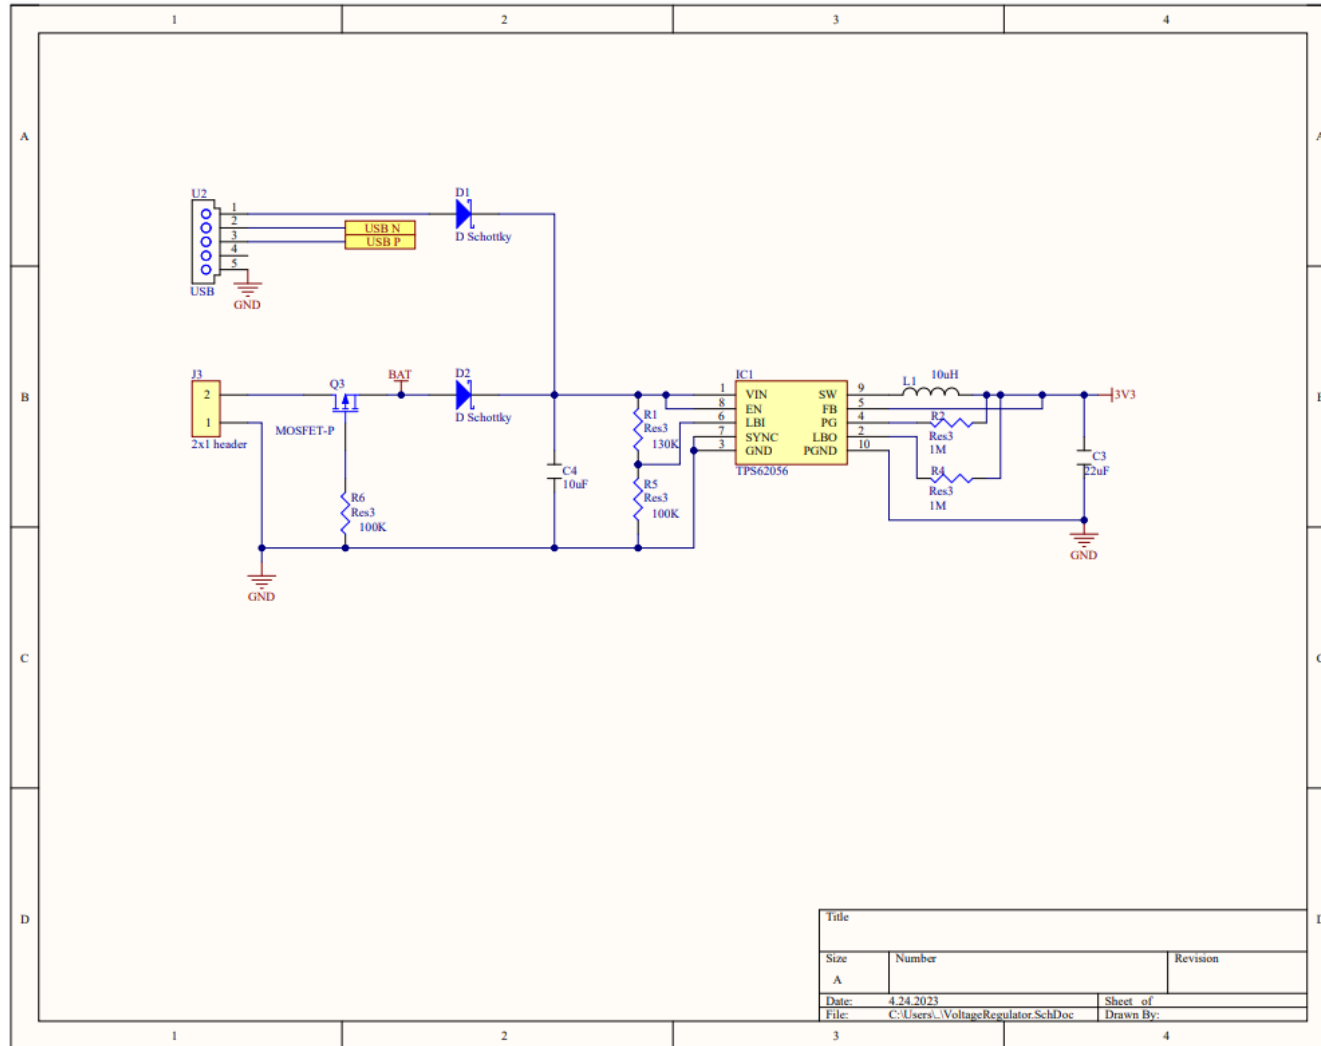 1 2 3 4
A A
U2
1
2
3
4
5
USB N
USB P
USB
GND
D1
D Schottky
B
J3
2
1
2x1 header
Q3
MOSFET-P
BAT
D2
D Schottky
R6
Res3
100K
C4
10uF
R1
Res3
130K
R5
Res3
100K
IC1
1 VIN SW 9
8 EN FB 5
6 LBI PG 4
7 SYNC LBO 2
3 GND PGND 10
TPS62056
L1 10uH
R2
Res3
1M
R4
Res3
1M
3V3
C3
22uF
GND
GND
C
D
Title
Size Number Revision
A
Date: 4.24.2023 Sheet of
File: C:\Users\..\VoltageRegulator.SchDoc Drawn By:
1 2 3 4